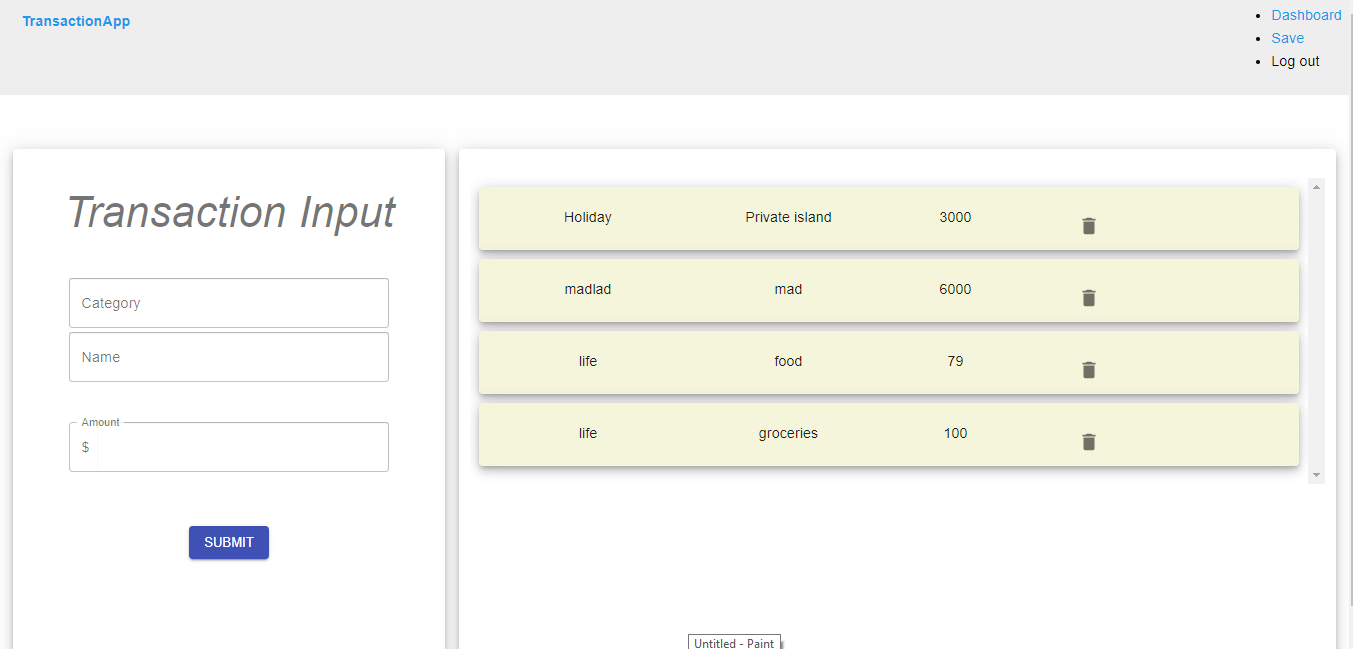 TransactionApp
Dashboard
Save
Log out
Transaction Input
Category
Name
Amount
$
SUBMIT
Holiday Private island 3000
madlad mad 6000
life food 79
life groceries 100
Untitled - Paint